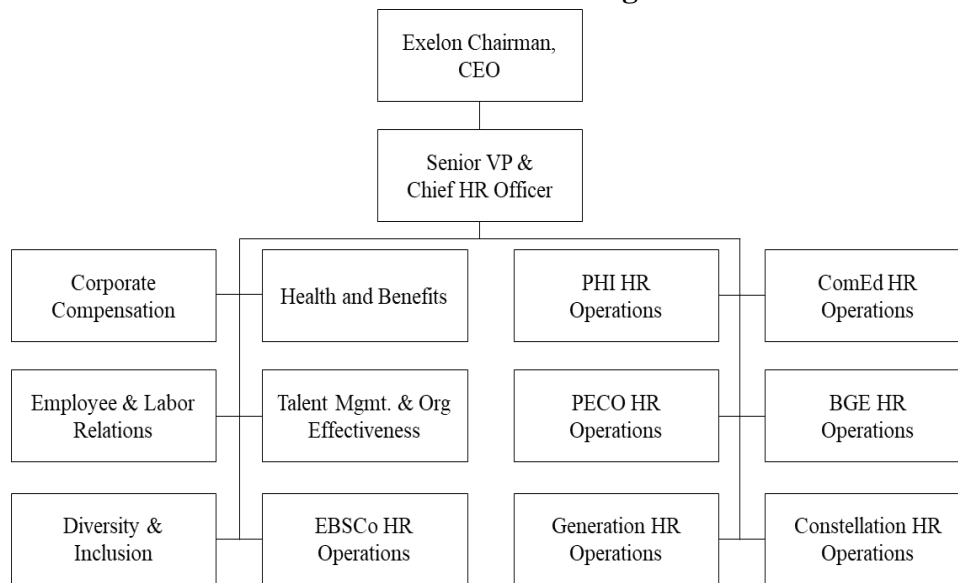 Exelon Chairman,
CEO
Senior VP &
Chief HR Officer
Corporate
Compensation
Health and Benefits
PHI HR
Operations
ComEd HR
Operations
Employee & Labor
Relations
Talent Mgmt. & Org
Effectiveness
PECO HR
Operations
BGE HR
Operations
Diversity &
Inclusion
EBSCo HR
Operations
Generation HR
Operations
Constellation HR
Operations